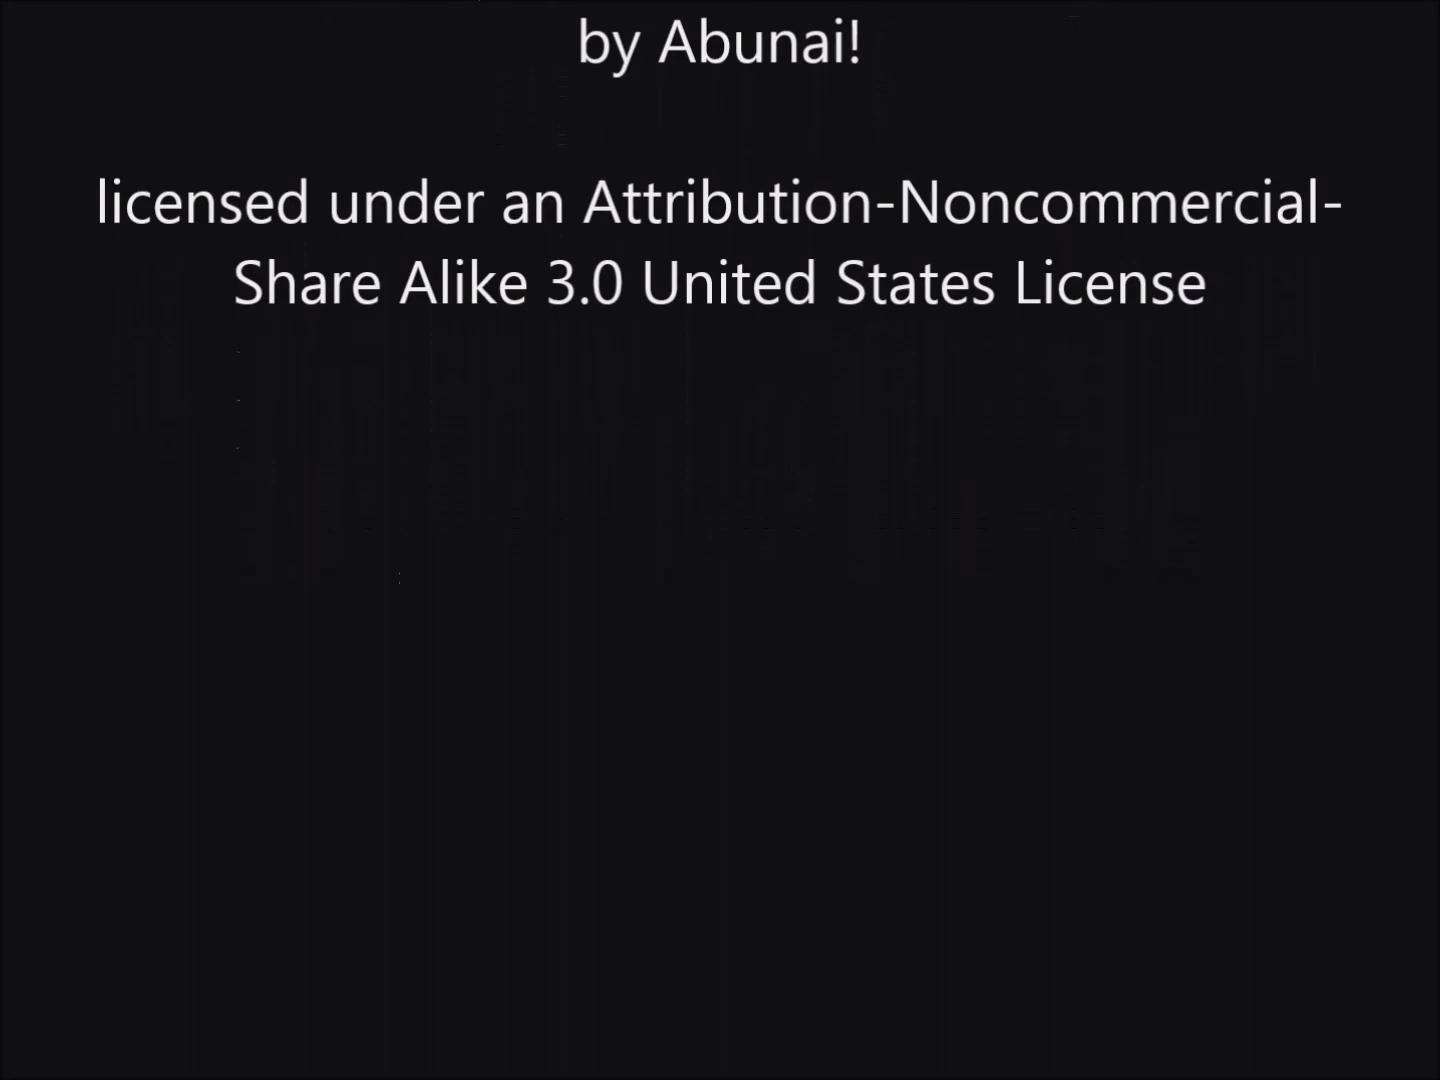 by Abunai!
licensed under an Attribution-Noncommercial-
Share Alike 3.0 United States License